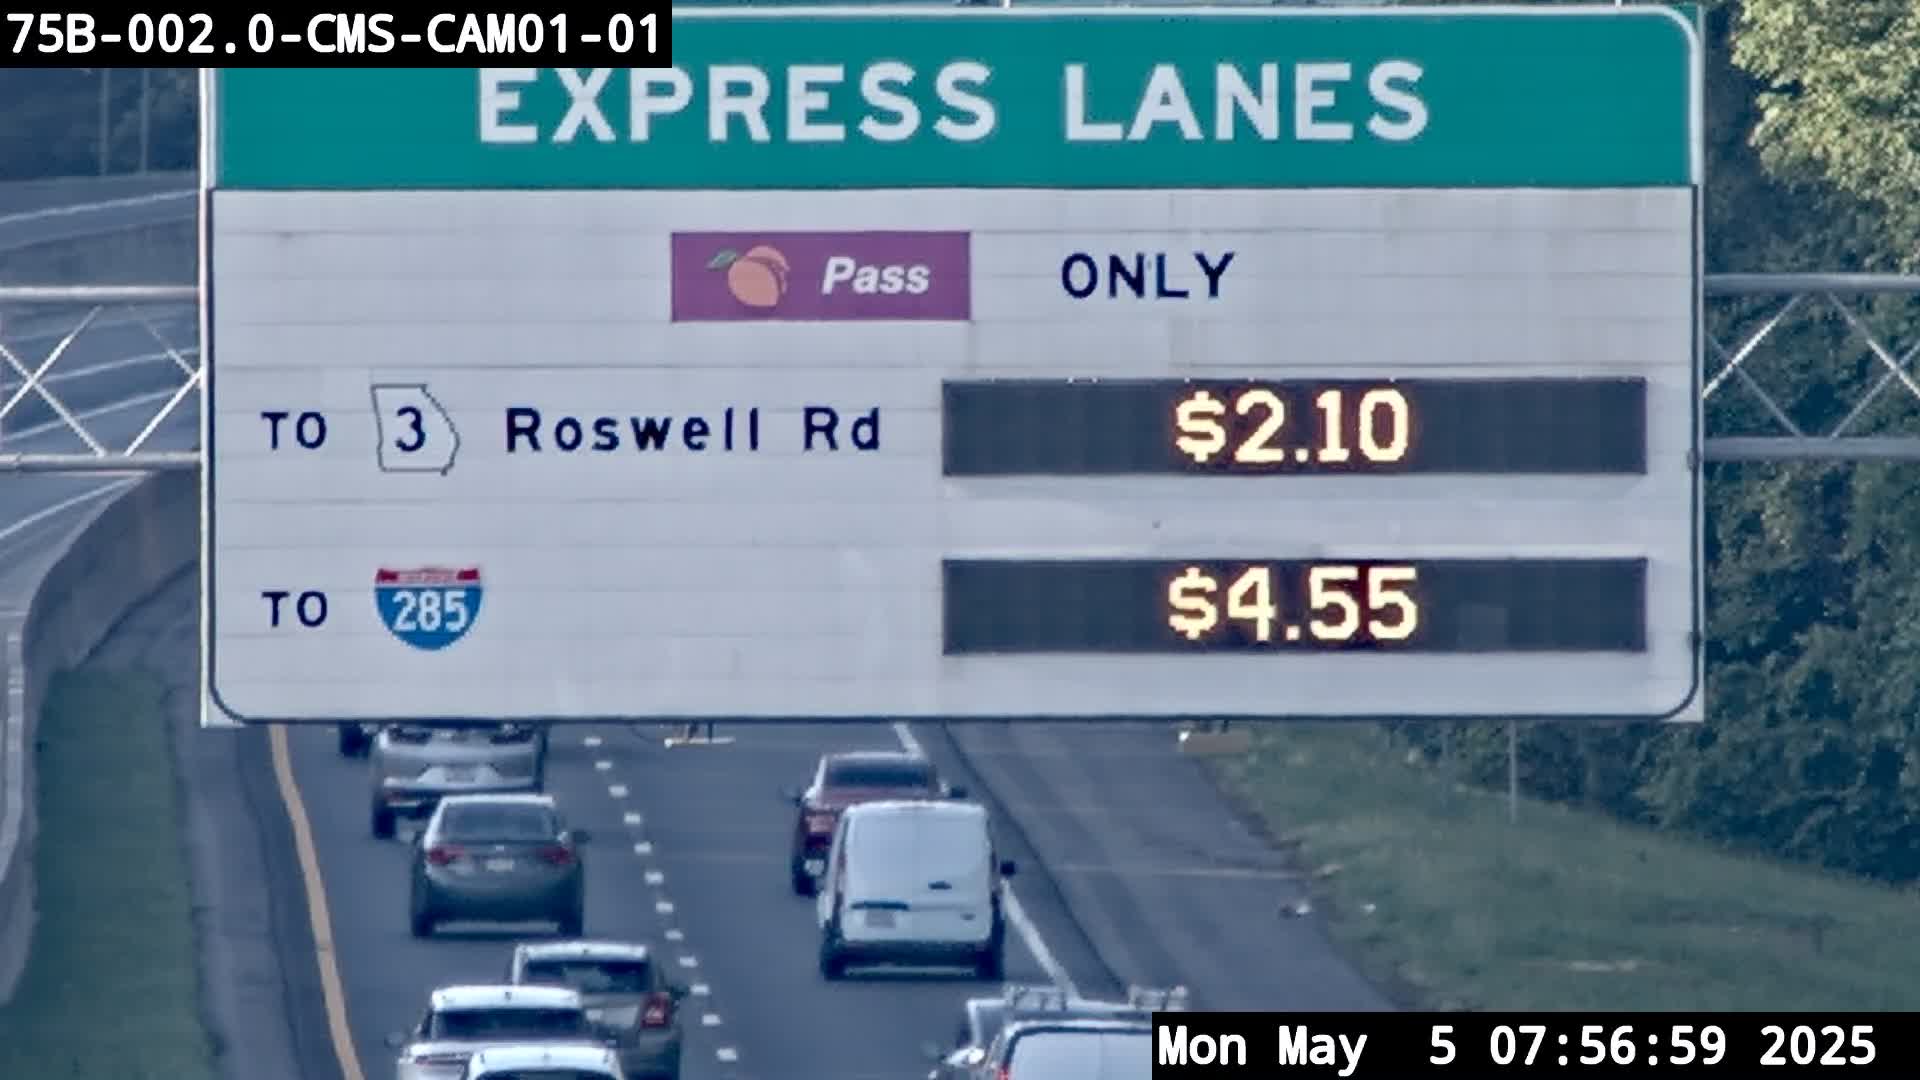 75B-002.0-CMS-CAM01-01
EXPRESS LANES
Pass ONLY
TO 3 Roswell Rd $2.10
TO 285 $4.55
Mon May 5 07:56:59 2025